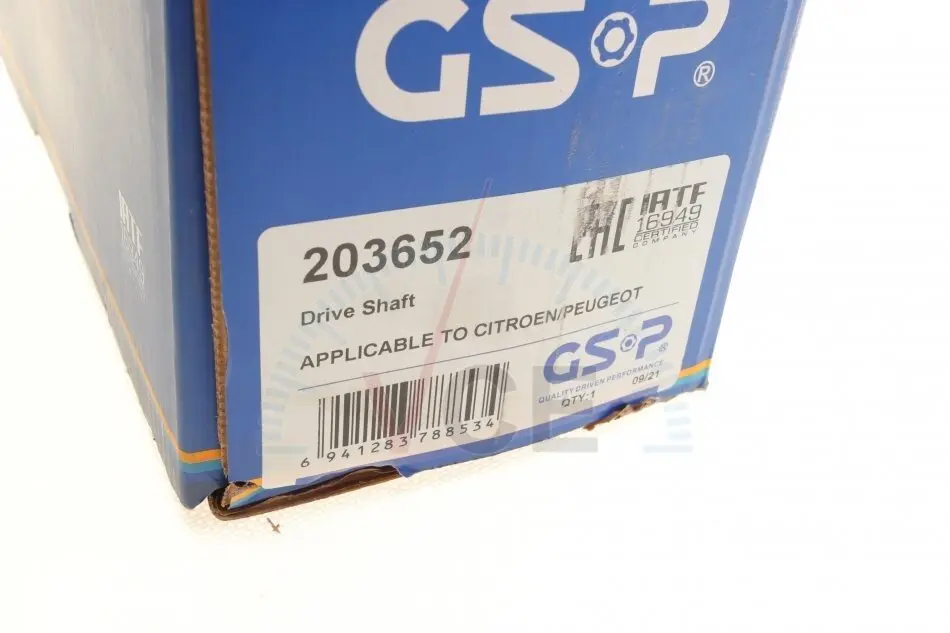 GSP®
IATF
203652
EAC
IATF
16949
CERTIFIED
COMPANY
Drive Shaft
APPLICABLE TO CITROEN/PEUGEOT
GSP®
QUALITY DRIVEN PERFORMANCE
09/21
QTY-1
6 941283 788534